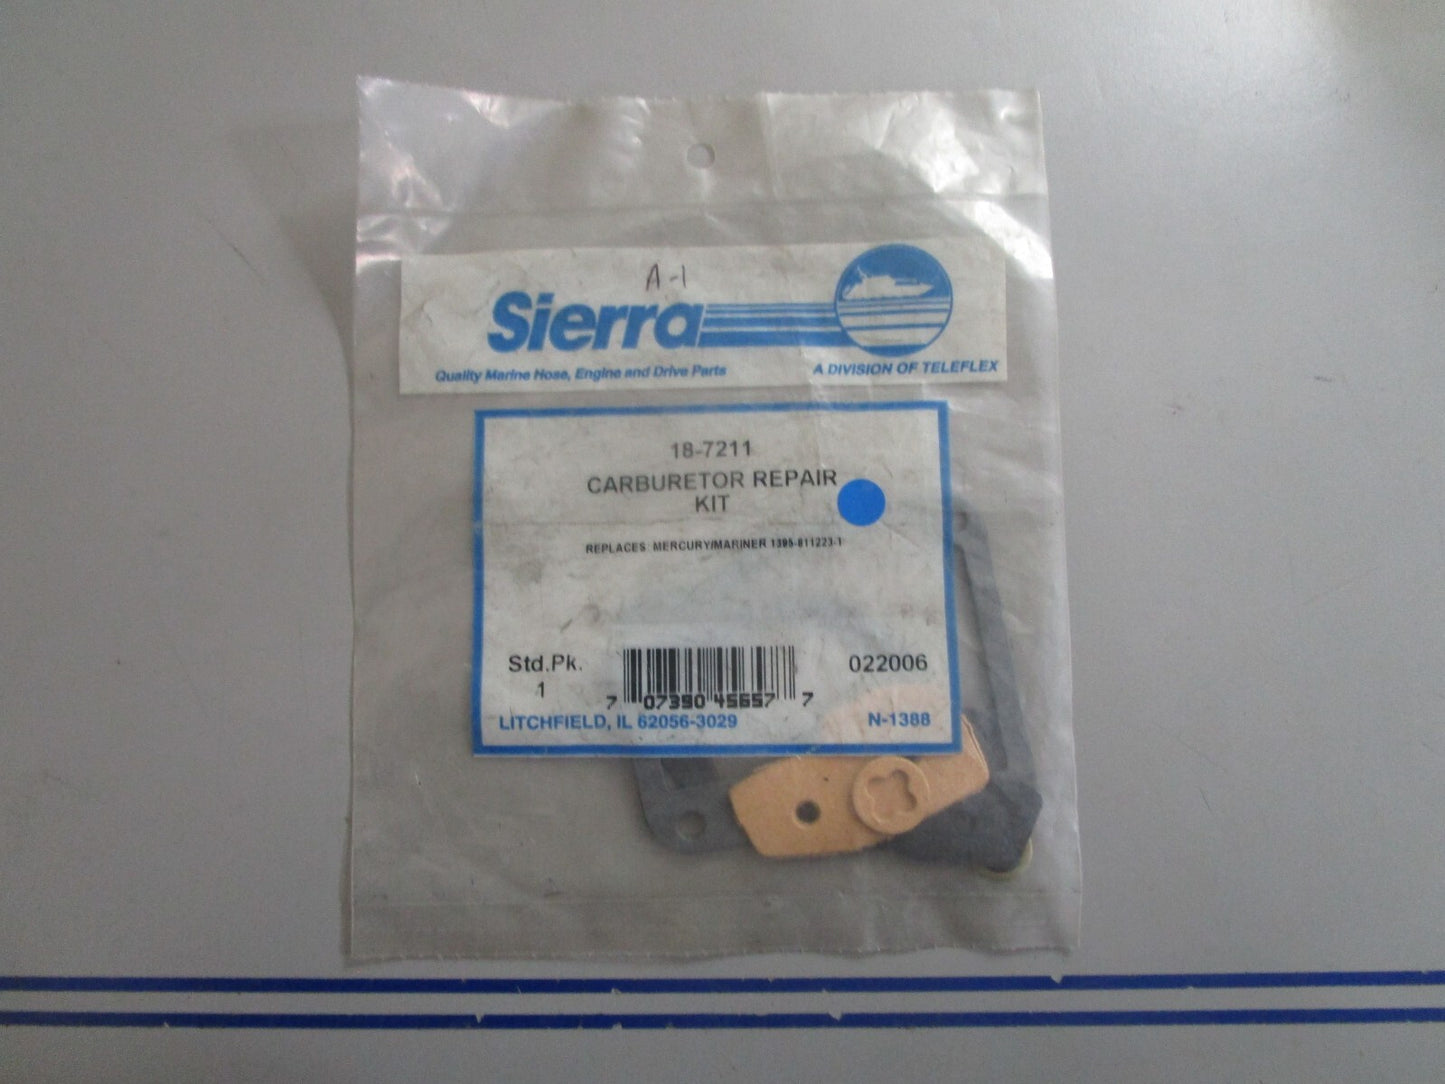 A-1
Sierra
Quality Marine Hose, Engine and Drive Parts
A DIVISION OF TELEFLEX
18-7211
CARBURETOR REPAIR
KIT
REPLACES MERCURY/MARINER 1395-811223-1
Std.Pk.
1
022006
7 07350 45657 7
LITCHFIELD, IL 62056-3029
N-1388